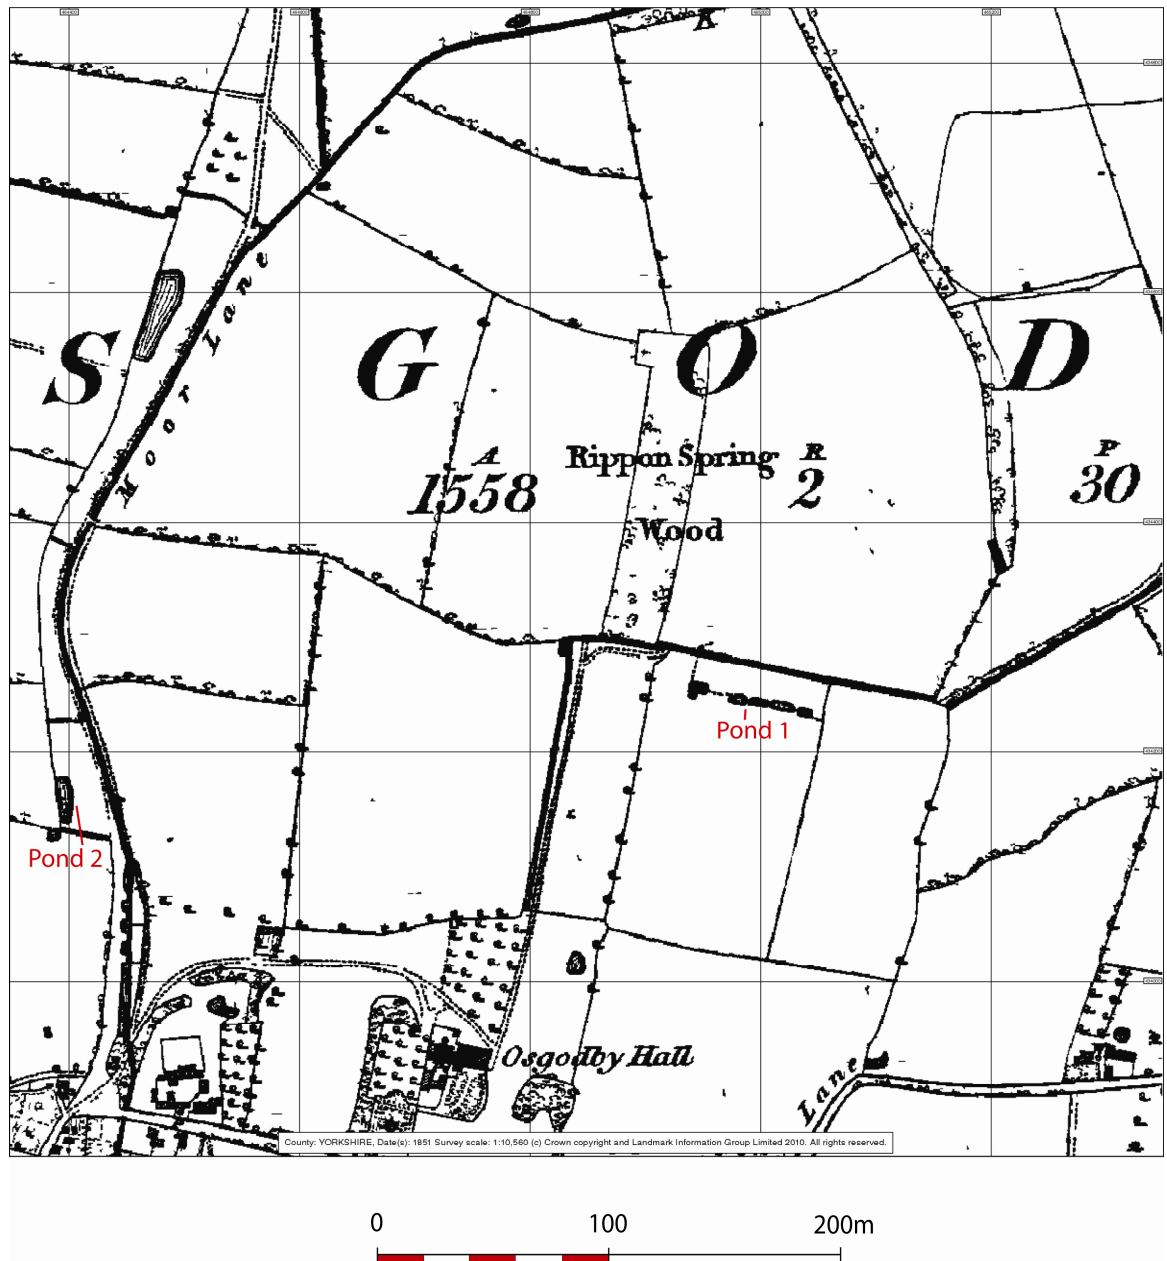 K
Moor Lane
S G O D
A R P
1558 2 30
Rippon Spring
Wood
Pond 1
Pond 2
Osgodby Hall
Lane
County: YORKSHIRE, Date(s): 1851 Survey scale: 1:10,560 (c) Crown copyright and Landmark Information Group Limited 2010. All rights reserved.
0 100 200m